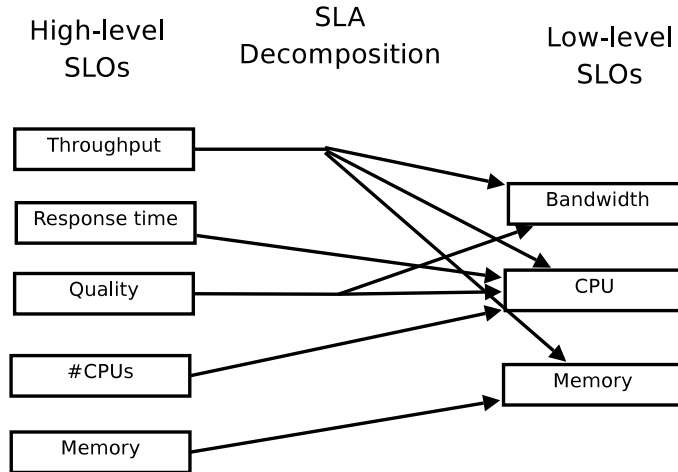 High-level
SLOs
SLA
Decomposition
Low-level
SLOs
Throughput
Response time
Quality
#CPUs
Memory
Bandwidth
CPU
Memory